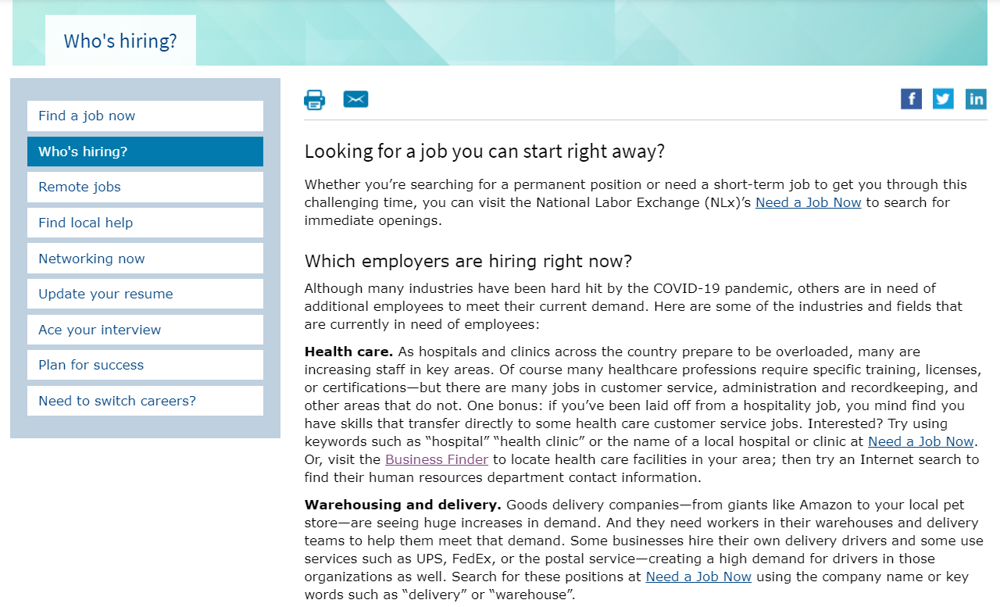 Who's hiring?
Find a job now
Who's hiring?
Remote jobs
Find local help
Networking now
Update your resume
Ace your interview
Plan for success
Need to switch careers?
f
in
Looking for a job you can start right away?
Whether you’re searching for a permanent position or need a short-term job to get you through this
challenging time, you can visit the National Labor Exchange (NLx)’s Need a Job Now to search for
immediate openings.
Which employers are hiring right now?
Although many industries have been hard hit by the COVID-19 pandemic, others are in need of
additional employees to meet their current demand. Here are some of the industries and fields that
are currently in need of employees:
Health care. As hospitals and clinics across the country prepare to be overloaded, many are
increasing staff in key areas. Of course many healthcare professions require specific training, licenses,
or certifications—but there are many jobs in customer service, administration and recordkeeping, and
other areas that do not. One bonus: if you’ve been laid off from a hospitality job, you mind find you
have skills that transfer directly to some health care customer service jobs. Interested? Try using
keywords such as “hospital” “health clinic” or the name of a local hospital or clinic at Need a Job Now.
Or, visit the Business Finder to locate health care facilities in your area; then try an Internet search to
find their human resources department contact information.
Warehousing and delivery. Goods delivery companies—from giants like Amazon to your local pet
store—are seeing huge increases in demand. And they need workers in their warehouses and delivery
teams to help them meet that demand. Some businesses hire their own delivery drivers and some use
services such as UPS, FedEx, or the postal service—creating a high demand for drivers in those
organizations as well. Search for these positions at Need a Job Now using the company name or key
words such as “delivery” or “warehouse”.